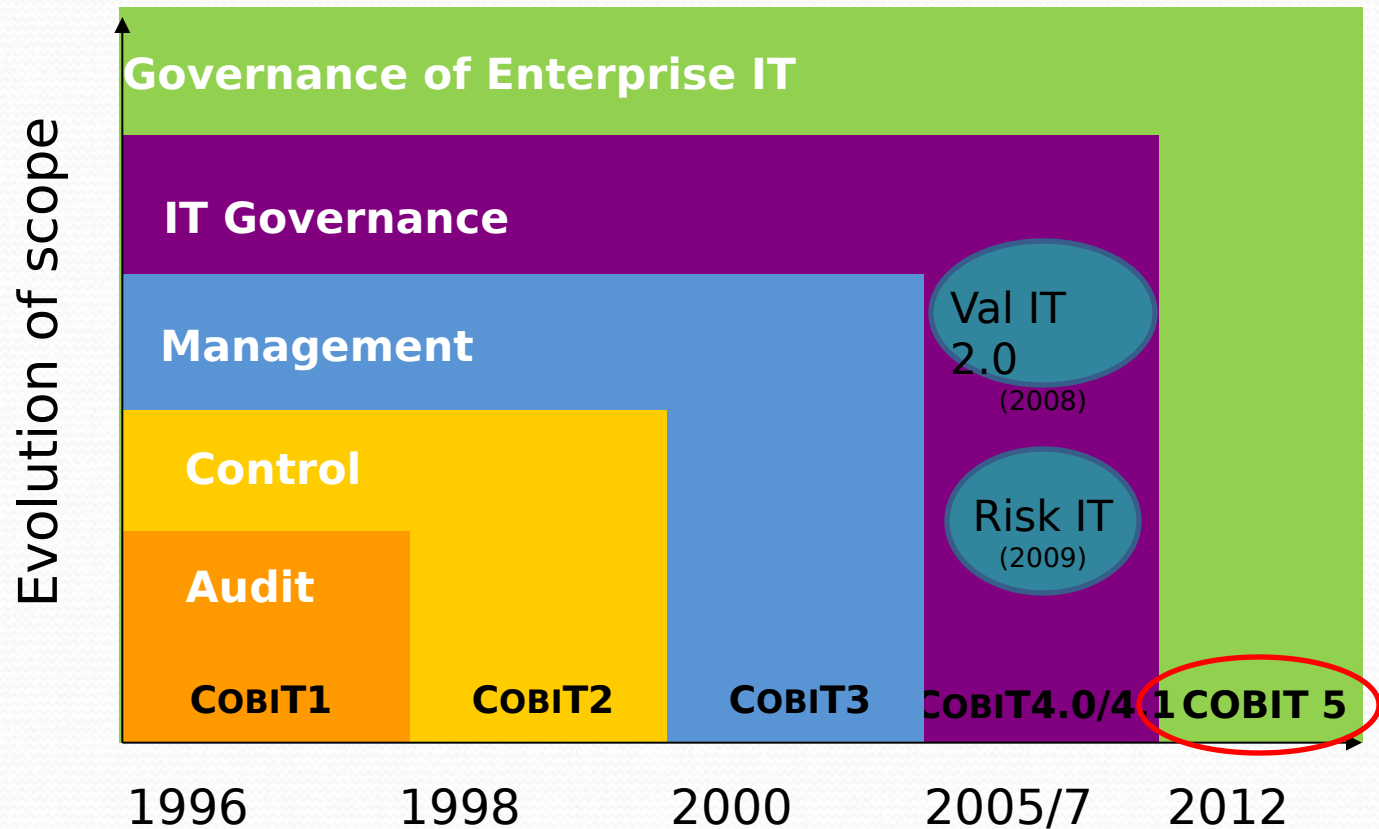 Governance of Enterprise IT
Evolution of scope
IT Governance
Management
Val IT
2.0
(2008)
Control
Risk IT
(2009)
Audit
COBIT1
COBIT2
COBIT3
COBIT4.0/4.1
COBIT 5
1996
1998
2000
2005/7
2012